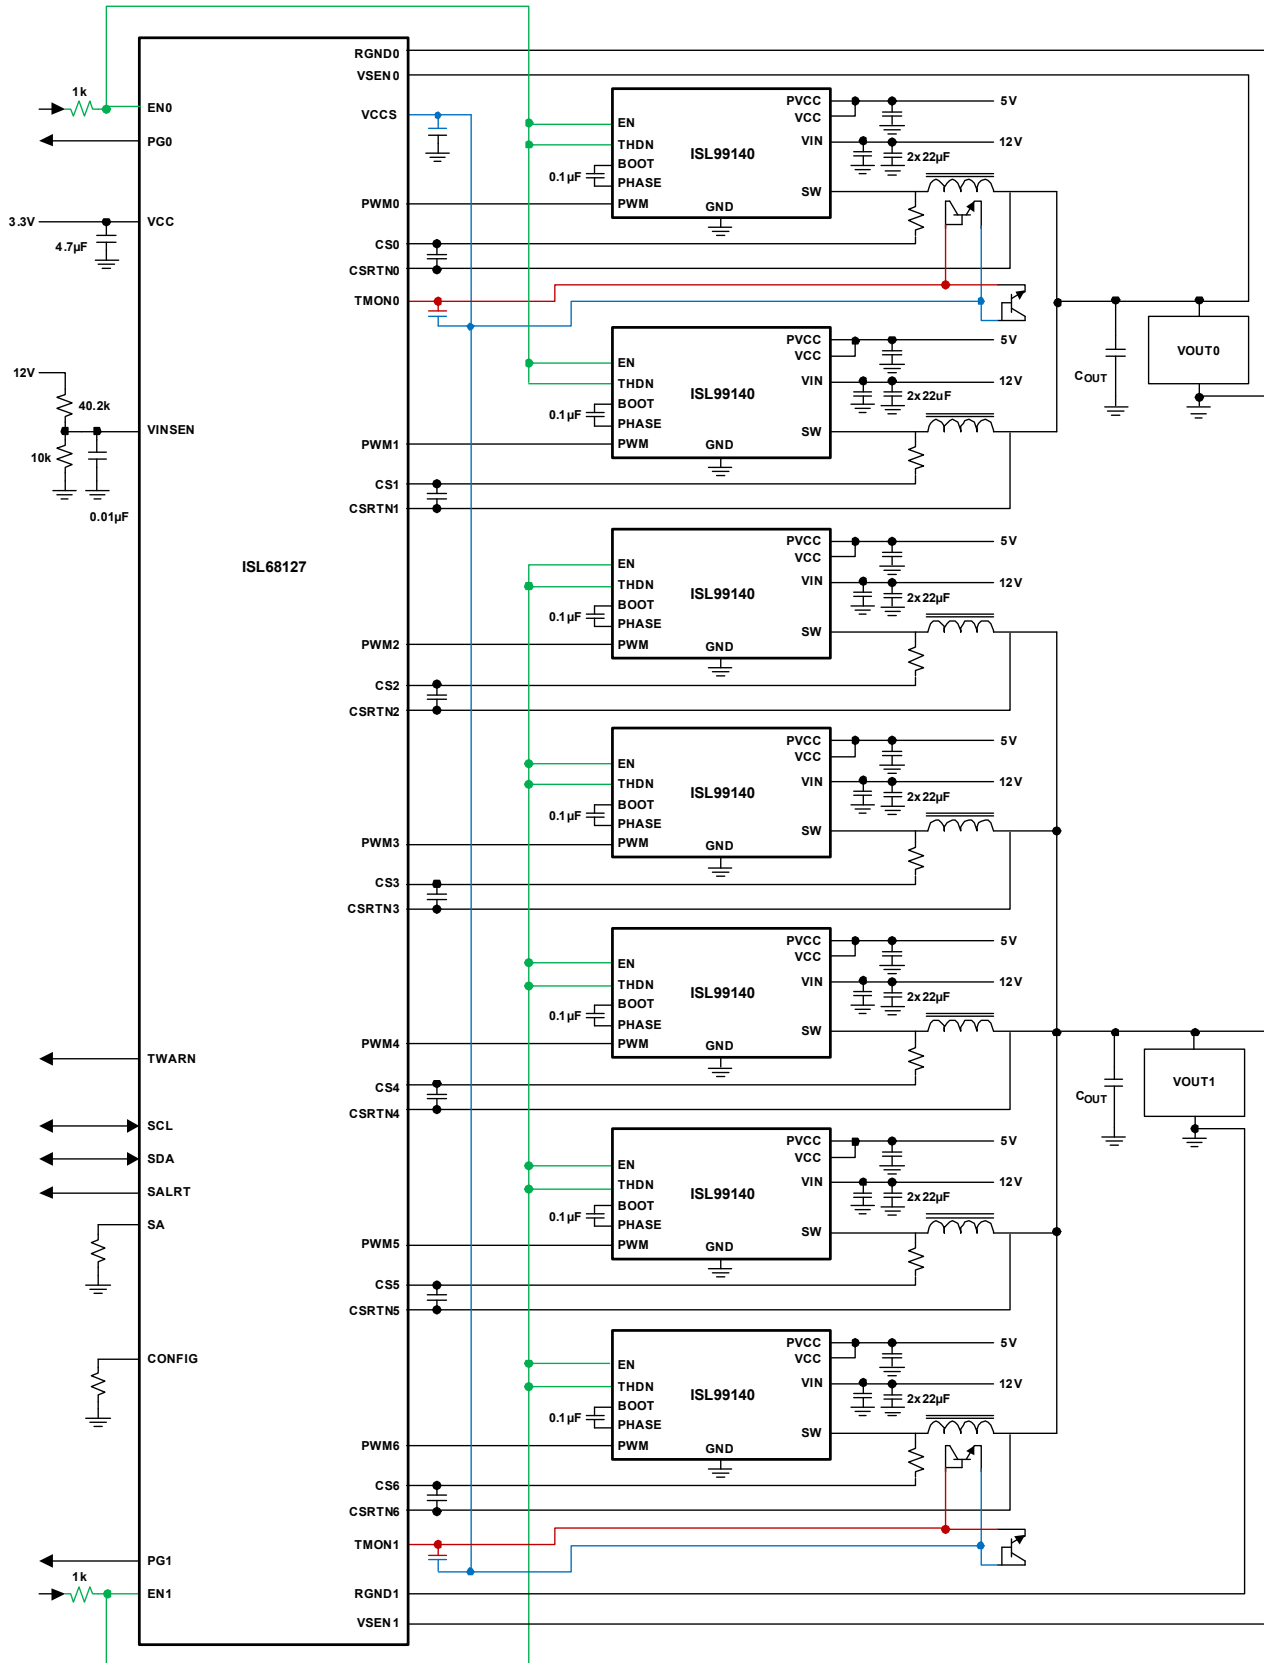 RGND0
VSEN0
1k
EN0
VCCS
PG0
PWM0
3.3V
VCC
4.7µF
CS0
CSRTN0
TMON0
12V
40.2k
VINSEN
10k
0.01µF
PWM1
CS1
CSRTN1
ISL68127
PWM2
CS2
CSRTN2
PWM3
CS3
CSRTN3
TWARN
PWM4
CS4
CSRTN4
SCL
SDA
SALRT
SA
PWM5
CS5
CSRTN5
CONFIG
PWM6
CS6
CSRTN6
TMON1
PG1
1k
EN1
RGND1
VSEN1
PVCC
5V
VCC
EN
THDN
VIN
12V
ISL99140
BOOT
2x22µF
0.1µF
PHASE
SW
PWM
GND
PVCC
5V
VCC
EN
THDN
VIN
12V
ISL99140
BOOT
2x22uF
0.1µF
PHASE
SW
PWM
GND
COUT
VOUT0
PVCC
5V
VCC
EN
THDN
VIN
12V
ISL99140
BOOT
2x22µF
0.1µF
PHASE
SW
PWM
GND
PVCC
5V
VCC
EN
THDN
VIN
12V
ISL99140
BOOT
2x22µF
0.1µF
PHASE
SW
PWM
GND
PVCC
5V
VCC
EN
THDN
VIN
12V
ISL99140
BOOT
2x22µF
0.1µF
PHASE
SW
PWM
GND
COUT
VOUT1
PVCC
5V
VCC
EN
THDN
VIN
12V
ISL99140
BOOT
2x22µF
0.1µF
PHASE
SW
PWM
GND
PVCC
5V
VCC
EN
THDN
VIN
12V
ISL99140
BOOT
2x22µF
0.1µF
PHASE
SW
PWM
GND